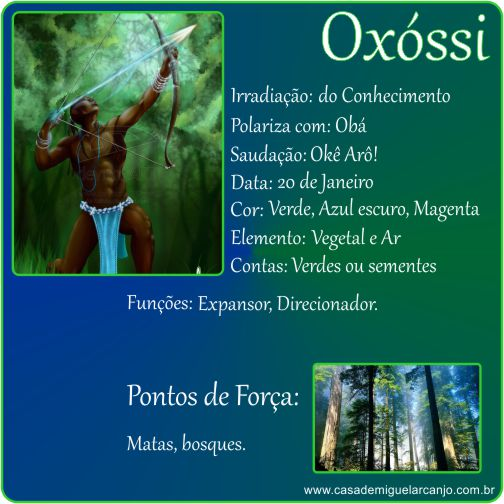 Oxóssi
Irradiação: do Conhecimento
Polariza com: Obá
Saudação: Okê Arô!
Data: 20 de Janeiro
Cor: Verde, Azul escuro, Magenta
Elemento: Vegetal e Ar
Contas: Verdes ou sementes
Funções: Expansor, Direcionador.
Pontos de Força:
Matas, bosques.
www.casademiguelarcanjo.com.br